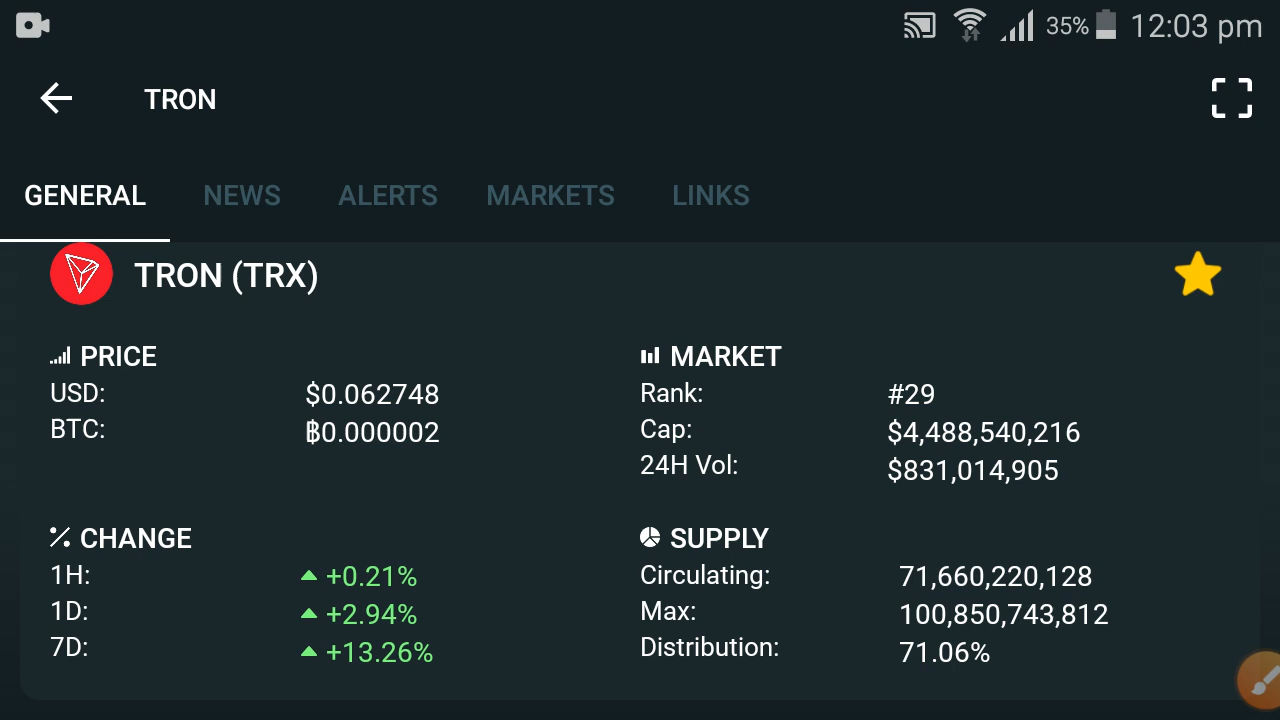 35% 12:03 pm
TRON
GENERAL NEWS ALERTS MARKETS LINKS
TRON (TRX)
PRICE
USD: $0.062748
BTC: ฿0.000002
MARKET
Rank: #29
Cap: $4,488,540,216
24H Vol: $831,014,905
CHANGE
1H: +0.21%
1D: +2.94%
7D: +13.26%
SUPPLY
Circulating: 71,660,220,128
Max: 100,850,743,812
Distribution: 71.06%